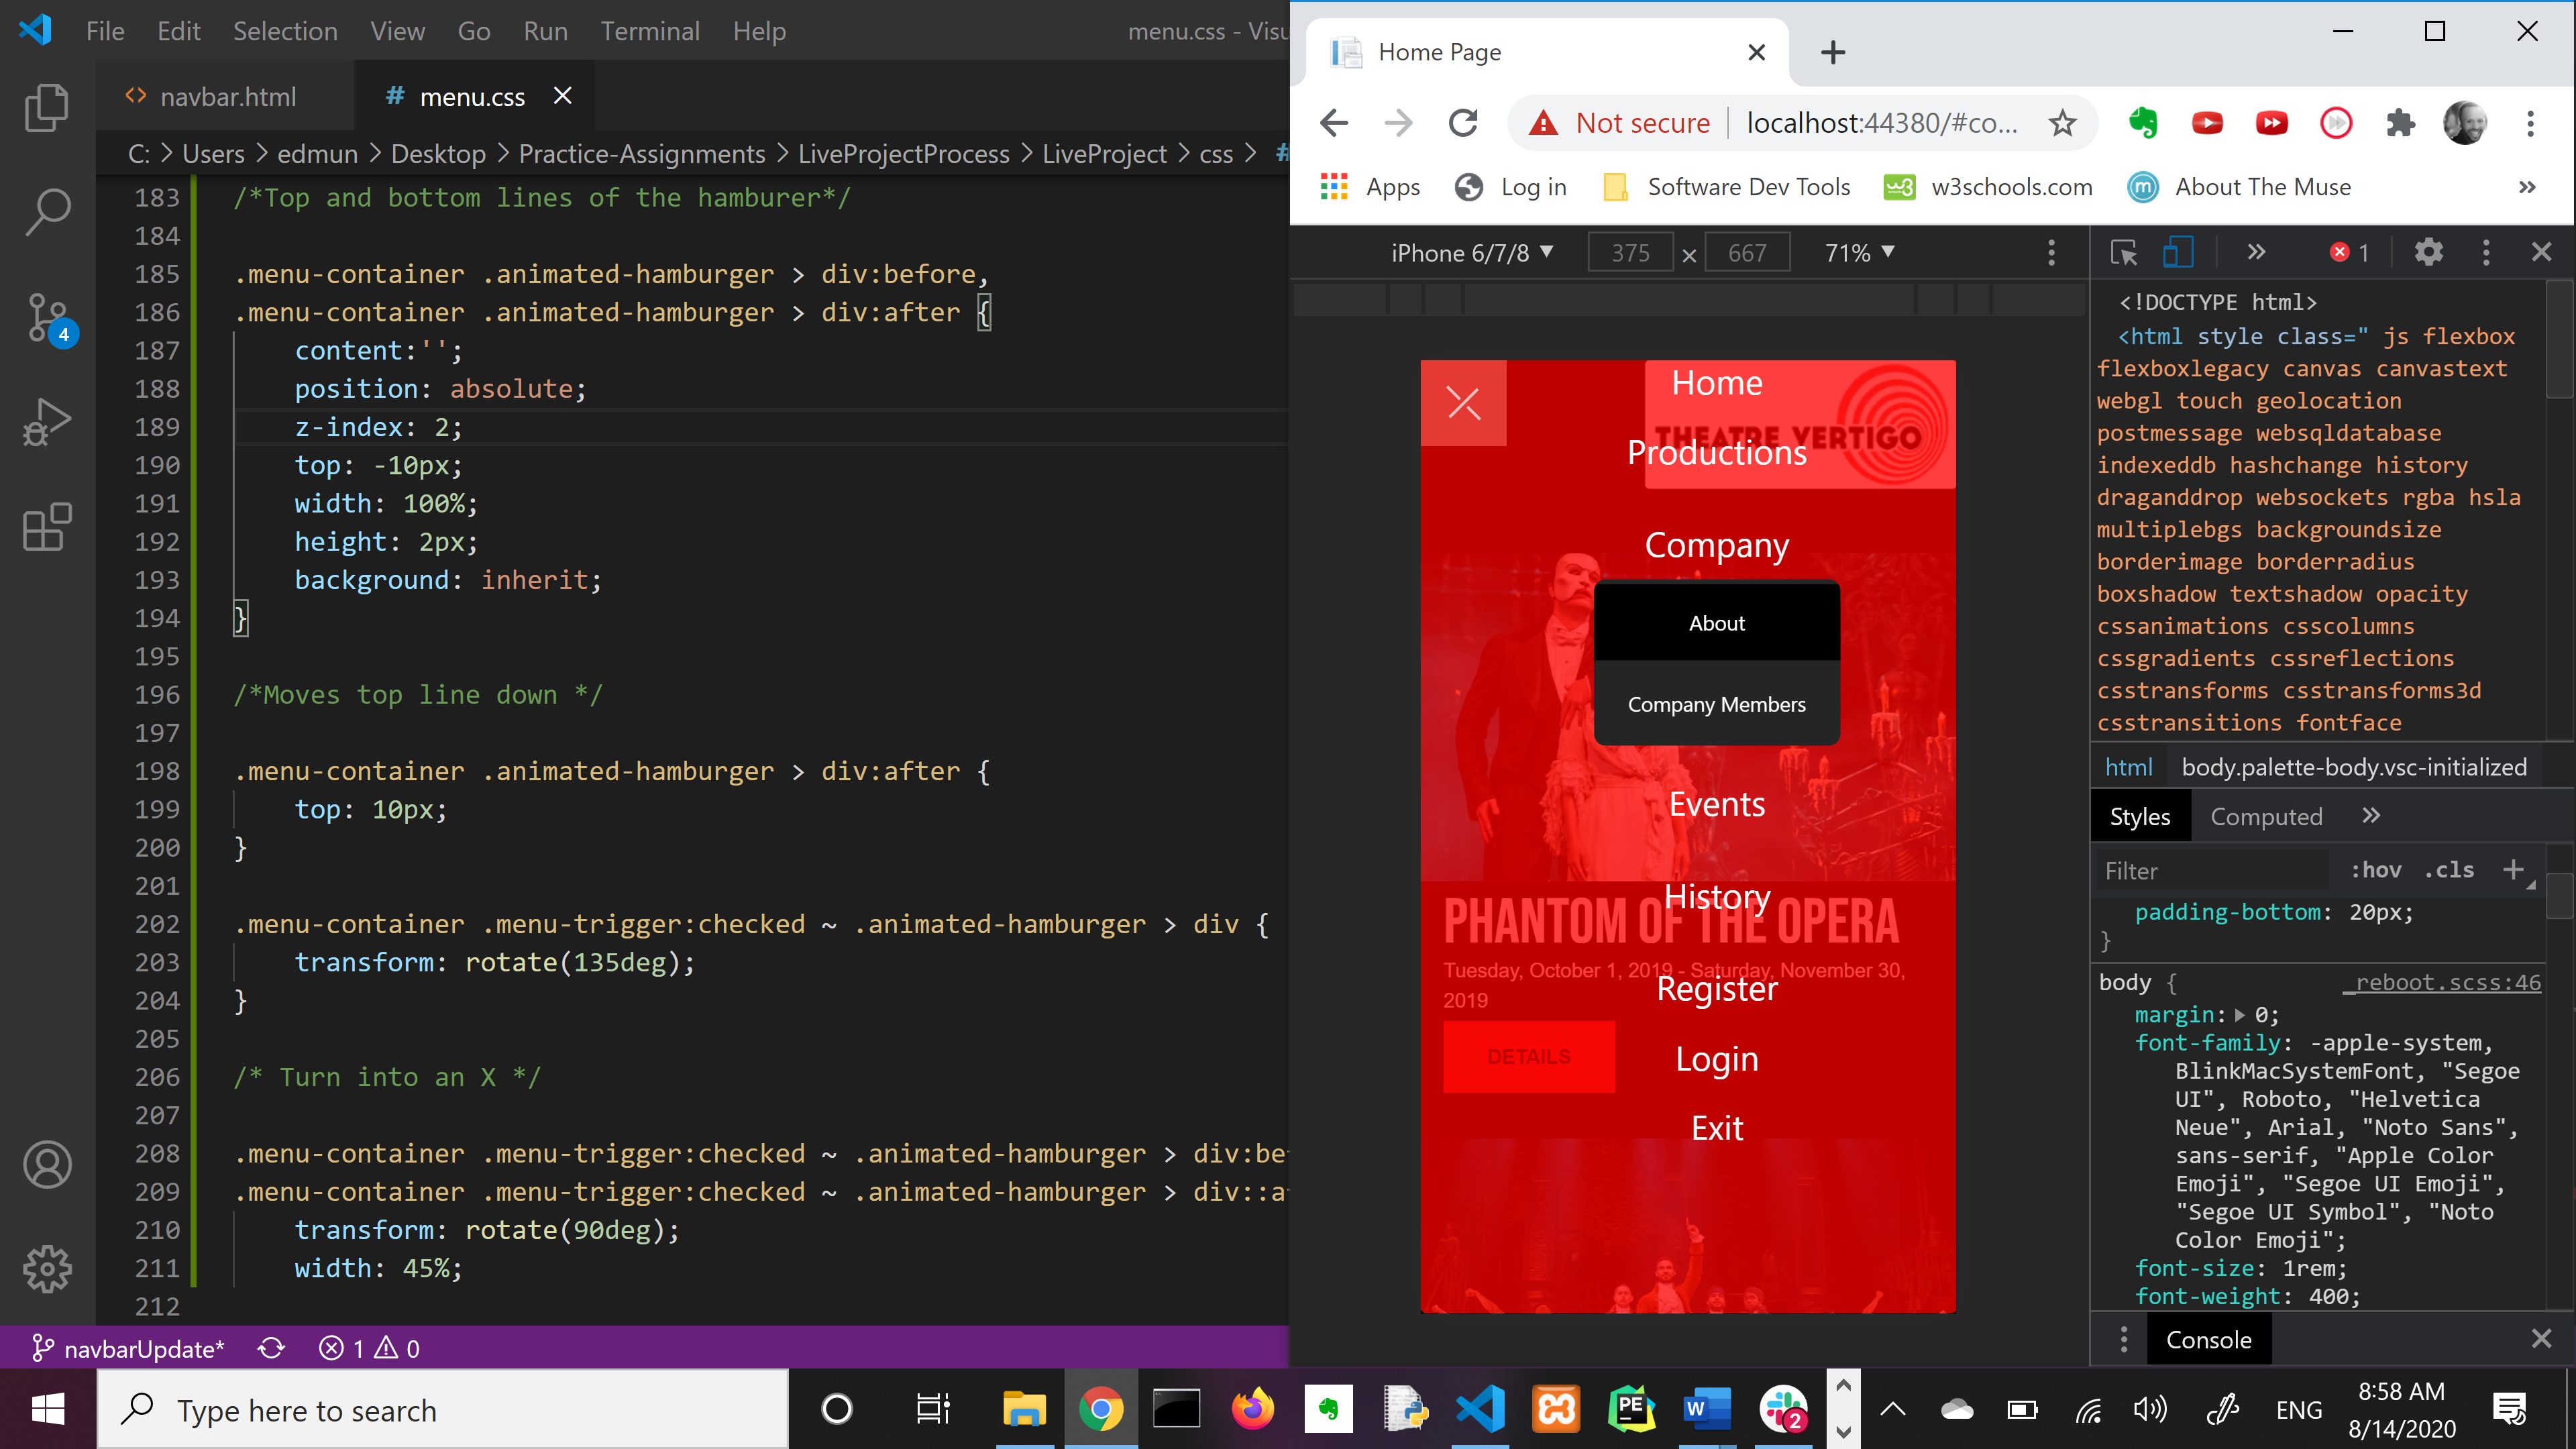 File Edit Selection View Go Run Terminal Help
menu.css - Visu
navbar.html
# menu.css
C: > Users > edmun > Desktop > Practice-Assignments > LiveProjectProcess > LiveProject > css > #
183 /*Top and bottom lines of the hamburer*/
184
185 .menu-container .animated-hamburger > div:before,
186 .menu-container .animated-hamburger > div:after {
187 content:'';
188 position: absolute;
189 z-index: 2;
190 top: -10px;
191 width: 100%;
192 height: 2px;
193 background: inherit;
194 }
195
196 /*Moves top line down */
197
198 .menu-container .animated-hamburger > div:after {
199 top: 10px;
200 }
201
202 .menu-container .menu-trigger:checked ~ .animated-hamburger > div {
203 transform: rotate(135deg);
204 }
205
206 /* Turn into an X */
207
208 .menu-container .menu-trigger:checked ~ .animated-hamburger > div:be
209 .menu-container .menu-trigger:checked ~ .animated-hamburger > div::a
210 transform: rotate(90deg);
211 width: 45%;
212
4
navbarUpdate* 1 0
Home Page
Not secure localhost:44380/#co...
Apps Log in Software Dev Tools w3schools.com About The Muse »
iPhone 6/7/8 375 × 667 71%
Home
THEATRE VERTIGO
Productions
Company
About
Company Members
Events
History
PHANTOM OF THE OPERA
Tuesday, October 1, 2019 - Saturday, November 30,
2019
Register
DETAILS
Login
Exit
» 1
<!DOCTYPE html>
<html style class=" js flexbox
flexboxlegacy canvas canvastext
webgl touch geolocation
postmessage websqldatabase
indexeddb hashchange history
draganddrop websockets rgba hsla
multiplebgs backgroundsize
borderimage borderradius
boxshadow textshadow opacity
cssanimations csscolumns
cssgradients cssreflections
csstransforms csstransforms3d
csstransitions fontface
html body.palette-body.vsc-initialized
Styles Computed »
Filter :hov .cls +
padding-bottom: 20px;
}
body { _reboot.scss:46
margin: 0;
font-family: -apple-system,
BlinkMacSystemFont, "Segoe
UI", Roboto, "Helvetica
Neue", Arial, "Noto Sans",
sans-serif, "Apple Color
Emoji", "Segoe UI Emoji",
"Segoe UI Symbol", "Noto
Color Emoji";
font-size: 1rem;
font-weight: 400;
Console
Type here to search
PE
W
2
ENG
8:58 AM
8/14/2020